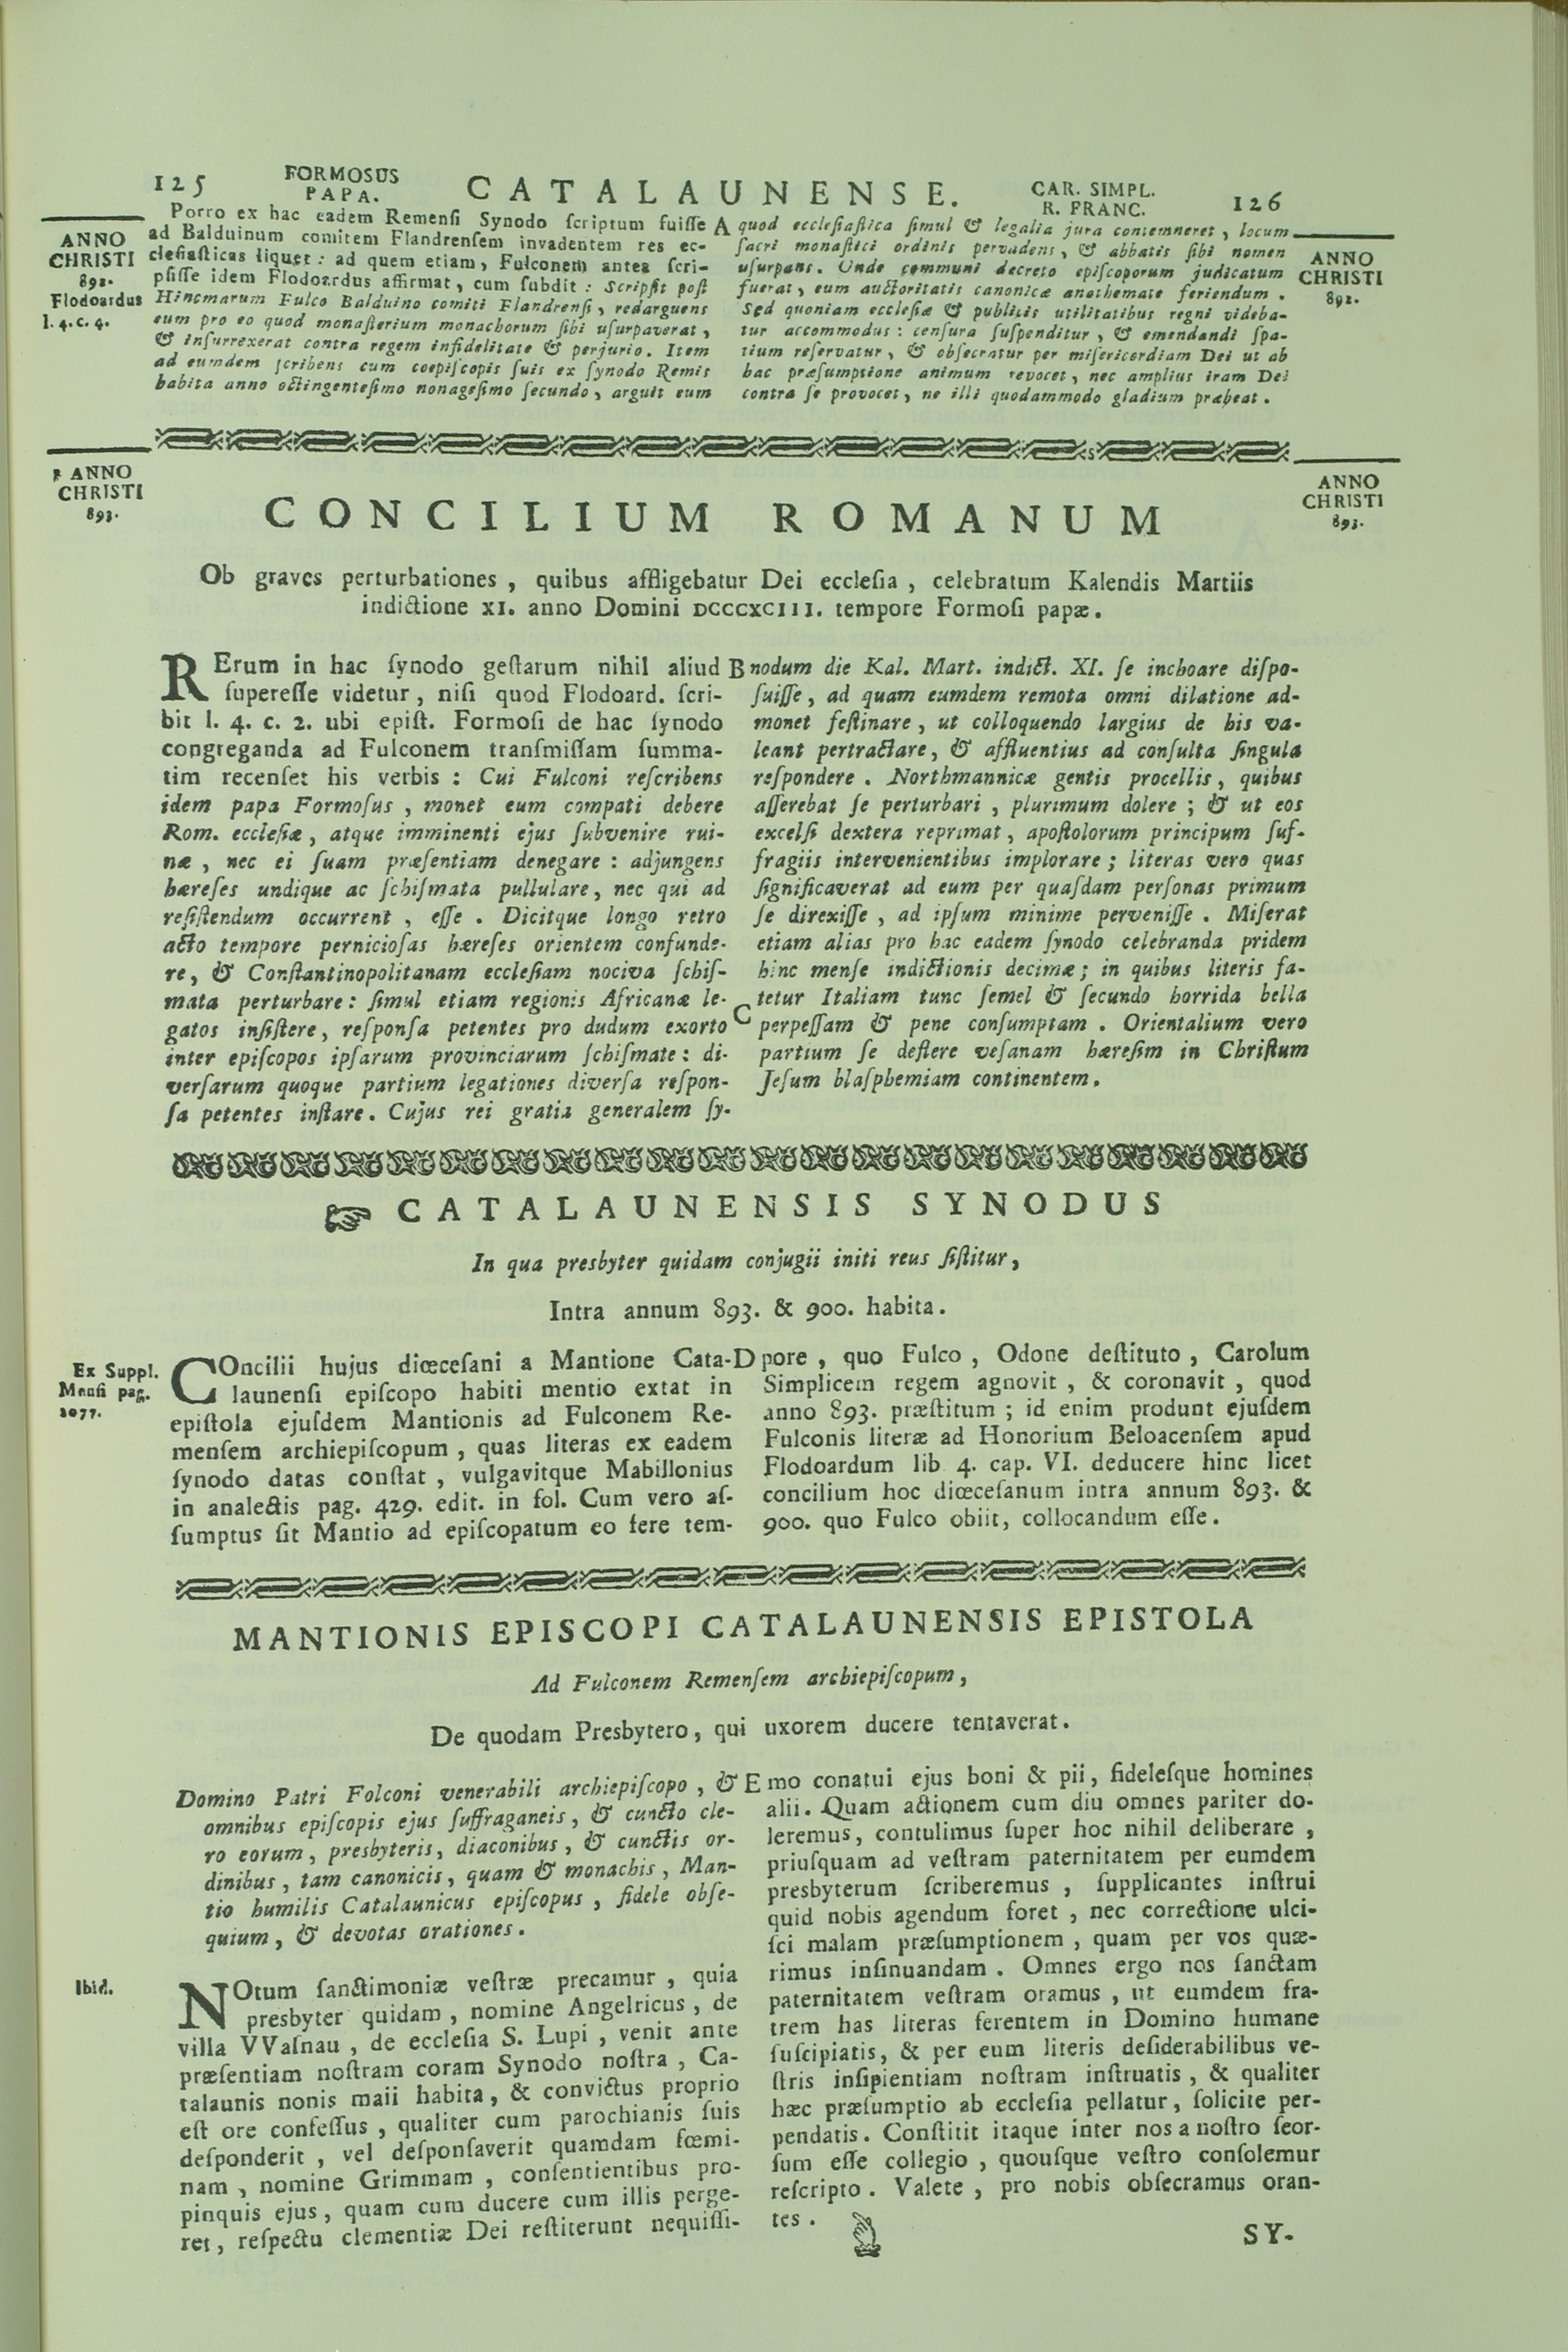 125
FORMOSUS
PAPA.
CATALAUNENSE.
CAR. SIMPL.
R. FRANC.
126
ANNO
CHRISTI
892.
Flodoardus
l. 4. c. 4.
Porro ex hac eadem Remenſi Synodo ſcriptum fuiſſe
ad Balduinum comitem Flandrenſem invadentem res ec-
cleſiaſticas liquet : ad quem etiam, Fulconem antea ſcri-
pſiſſe idem Flodoardus affirmat, cum ſubdit : Scripſit poſt
Hincmarum Fulco Balduino comiti Flandrenſi, redarguens
eum pro eo quod monaſterium monachorum ſibi uſurpaverat,
& inſurrexerat contra regem infidelitate & perjurio. Item
ad eumdem ſcribens cum coepiſcopis ſuis ex ſynodo Remis
habita anno octingenteſimo nonageſimo ſecundo, arguit eum
A
quod eccleſiaſtica ſimul & legalia jura contemneret, locum
ſacri monaſtici ordinis pervadens, & abbatis ſibi nomen
uſurpans. Unde communi decreto epiſcoporum judicatum
fuerat, eum auctoritatis canonicæ anathemate feriendum.
Sed quoniam eccleſiæ & publicis utilitatibus regni videba-
tur accommodus : cenſura ſuſpenditur, & emendandi ſpa-
tium reſervatur, & obſecratur per miſericordiam Dei ut ab
hac præſumptione animum revocet, nec amplius iram Dei
contra ſe provocet, ne illi quodammodo gladium præbeat.
ANNO
CHRISTI
892.
ANNO
CHRISTI
893.
ANNO
CHRISTI
893.
CONCILIUM ROMANUM
Ob graves perturbationes, quibus affligebatur Dei eccleſia, celebratum Kalendis Martiis
indictione XI. anno Domini DCCCXCIII. tempore Formoſi papæ.
RErum in hac ſynodo geſtarum nihil aliud
ſupereſſe videtur, niſi quod Flodoard. ſcri-
bit l. 4. c. 2. ubi epiſt. Formoſi de hac ſynodo
congreganda ad Fulconem tranſmiſſam ſumma-
tim recenſet his verbis : Cui Fulconi reſcribens
idem papa Formoſus, monet eum compati debere
Rom. eccleſiæ, atque imminenti ejus ſubvenire rui-
næ, nec ei ſuam præſentiam denegare : adjungens
hæreſes undique ac ſchiſmata pullulare, nec qui ad
reſiſtendum occurrent, eſſe. Dicitque longo retro
acto tempore pernicioſas hæreſes orientem confunde-
re, & Conſtantinopolitanam eccleſiam nociva ſchiſ-
mata perturbare : ſimul etiam regionis Africanæ le-
gatos inſiſtere, reſponſa petentes pro dudum exorto
inter epiſcopos ipſarum provinciarum ſchiſmate : di-
verſarum quoque partium legationes diverſa reſpon-
ſa petentes inſtare. Cujus rei gratia generalem ſy-
B
nodum die Kal. Mart. indict. XI. ſe inchoare diſpo-
ſuiſſe, ad quam eumdem remota omni dilatione ad-
monet feſtinare, ut colloquendo largius de his va-
leant pertractare, & affluentius ad conſulta ſingula
reſpondere. Northmannicæ gentis procellis, quibus
aſſerebat ſe perturbari, plurimum dolere ; & ut eos
excelſi dextera reprimat, apoſtolorum principum ſuf-
fragiis intervenientibus implorare ; literas vero quas
ſignificaverat ad eum per quaſdam perſonas primum
ſe direxiſſe, ad ipſum minime perveniſſe. Miſerat
etiam alias pro hac eadem ſynodo celebranda pridem
hinc menſe indictionis decimæ ; in quibus literis fa-
tetur Italiam tunc ſemel & ſecundo horrida bella
C
perpeſſam & pene conſumptam. Orientalium vero
partium ſe deflere veſanam hæreſim in Chriſtum
Jeſum blaſphemiam continentem.
☞ CATALAUNENSIS SYNODUS
In qua presbyter quidam conjugii initi reus ſiſtitur,
Intra annum 893. & 900. habita.
Ex Suppl.
Manſi pag.
1077.
COncilii hujus diœceſani a Mantione Cata-
launenſi epiſcopo habiti mentio extat in
epiſtola ejuſdem Mantionis ad Fulconem Re-
menſem archiepiſcopum, quas literas ex eadem
ſynodo datas conſtat, vulgavitque Mabillonius
in analectis pag. 429. edit. in fol. Cum vero aſ-
ſumptus ſit Mantio ad epiſcopatum eo fere tem-
D
pore, quo Fulco, Odone deſtituto, Carolum
Simplicem regem agnovit, & coronavit, quod
anno 893. præſtitum ; id enim produnt ejuſdem
Fulconis literæ ad Honorium Beloacenſem apud
Flodoardum lib 4. cap. VI. deducere hinc licet
concilium hoc diœceſanum intra annum 893. &
900. quo Fulco obiit, collocandum eſſe.
MANTIONIS EPISCOPI CATALAUNENSIS EPISTOLA
Ad Fulconem Remenſem archiepiſcopum,
De quodam Presbytero, qui uxorem ducere tentaverat.
Domino Patri Folconi venerabili archiepiſcopo, &
omnibus epiſcopis ejus ſuffraganeis, & cuncto cle-
ro eorum, presbyteris, diaconibus, & cunctis or-
dinibus, tam canonicis, quam & monachis, Man-
tio humilis Catalaunicus epiſcopus, fidele obſe-
quium, & devotas orationes.
Ibid.
NOtum ſanctimoniæ veſtræ precamur, quia
presbyter quidam, nomine Angelricus, de
villa VVaſnau, de eccleſia S. Lupi, venit ante
præſentiam noſtram coram Synodo noſtra, Ca-
talaunis nonis maii habita, & convictus proprio
eſt ore confeſſus, qualiter cum parochianis ſuis
deſponderit, vel deſponſaverit quamdam fœmi-
nam, nomine Grimmam, conſentientibus pro-
pinquis ejus, quam cum ducere cum illis perge-
ret, reſpectu clementiæ Dei reſtiterunt nequiſſi-
E
mo conatui ejus boni & pii, fideleſque homines
alii. Quam actionem cum diu omnes pariter do-
leremus, contulimus ſuper hoc nihil deliberare,
priuſquam ad veſtram paternitatem per eumdem
presbyterum ſcriberemus, ſupplicantes inſtrui
quid nobis agendum foret, nec correctione ulci-
ſci malam præſumptionem, quam per vos quæ-
rimus inſinuandam. Omnes ergo nos ſanctam
paternitatem veſtram oramus, ut eumdem fra-
trem has literas ferentem in Domino humane
ſuſcipiatis, & per eum literis deſiderabilibus ve-
ſtris inſipientiam noſtram inſtruatis, & qualiter
hæc præſumptio ab eccleſia pellatur, ſolicite per-
pendatis. Conſtitit itaque inter nos a noſtro ſeor-
ſum eſſe collegio, quouſque veſtro conſolemur
reſcripto. Valete, pro nobis obſecramus oran-
tes.
SY-